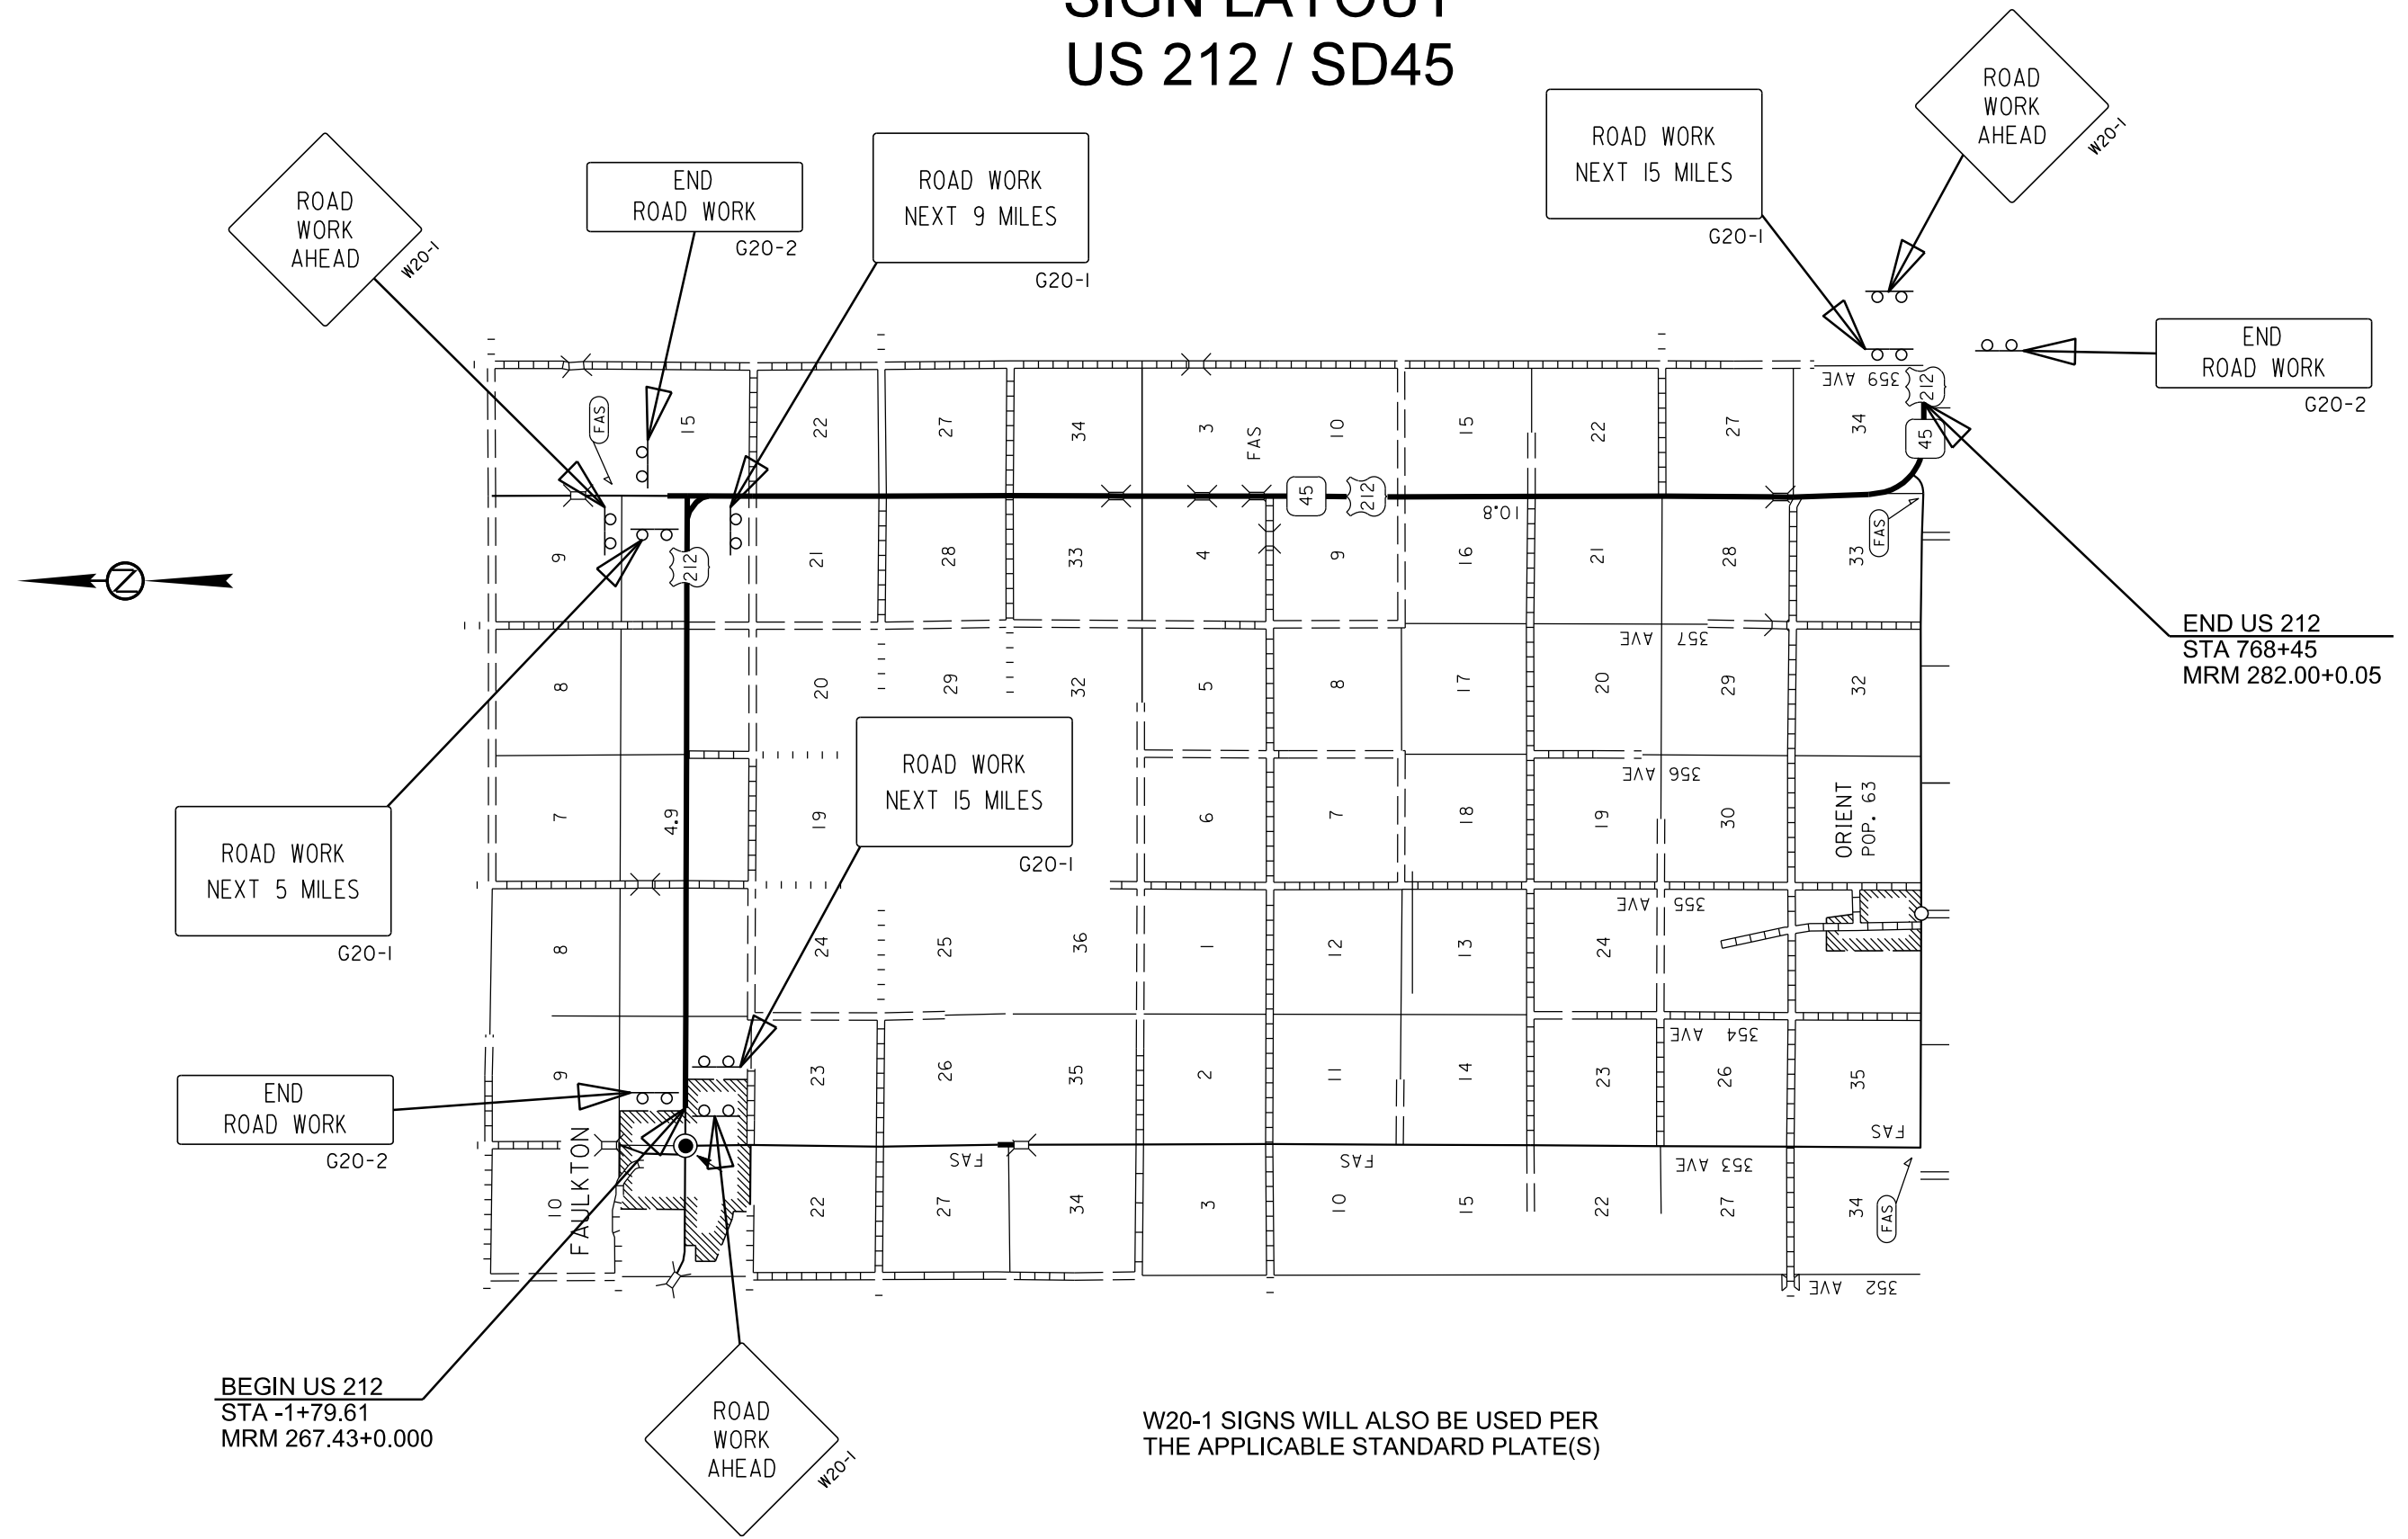 SIGN LAYOUT
US 212 / SD45
ROAD
WORK
AHEAD
W20-1
END
ROAD WORK
G20-2
ROAD WORK
NEXT 9 MILES
G20-1
ROAD WORK
NEXT 15 MILES
G20-1
ROAD
WORK
AHEAD
W20-1
END
ROAD WORK
G20-2
359 AVE
212
45
FAS
15
22
27
34
3
FAS
10
15
22
27
34
45
212
10.8
FAS
212
9
21
28
33
4
9
16
21
28
33
Z
357 AVE
END US 212
STA 768+45
MRM 282.00+0.05
8
20
29
32
5
8
17
20
29
32
ROAD WORK
NEXT 15 MILES
G20-1
356 AVE
ROAD WORK
NEXT 5 MILES
G20-1
7
4.9
19
6
7
18
19
30
ORIENT
POP. 63
355 AVE
8
24
25
36
1
12
13
24
354 AVE
END
ROAD WORK
G20-2
9
23
26
35
2
11
14
23
26
35
FAS
FAS
FAS
353 AVE
FAULKTON
10
22
27
34
3
10
15
22
27
34
FAS
352 AVE
BEGIN US 212
STA -1+79.61
MRM 267.43+0.000
ROAD
WORK
AHEAD
W20-1
W20-1 SIGNS WILL ALSO BE USED PER
THE APPLICABLE STANDARD PLATE(S)